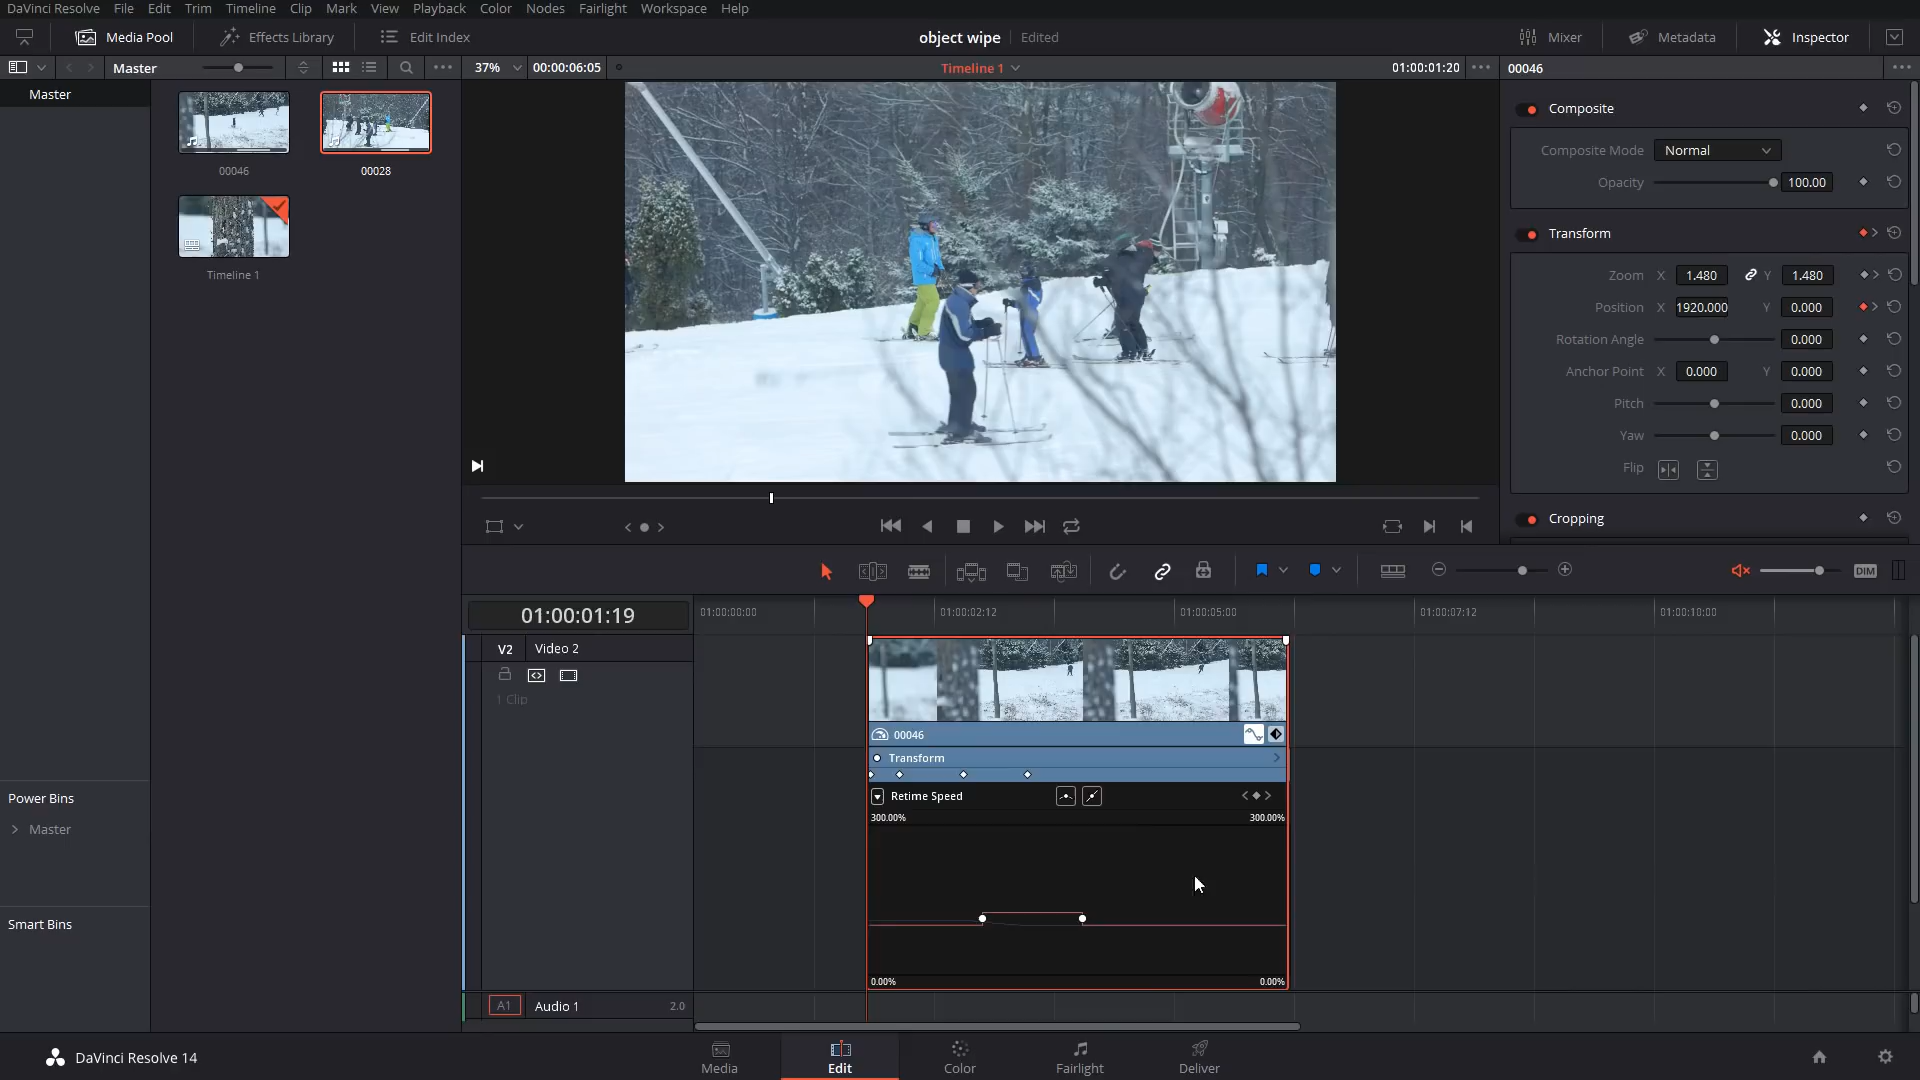 DaVinci Resolve File Edit Trim Timeline Clip Mark View Playback Color Nodes Fairlight Workspace Help
Media Pool Effects Library Edit Index object wipe Edited Mixer Metadata Inspector
Master 37% 00:00:06:05 Timeline 1 01:00:01:20 00046
Master
00046 00028
Timeline 1
Composite
Composite Mode Normal
Opacity 100.00
Transform
Zoom X 1.480 Y 1.480
Position X 1920.000 Y 0.000
Rotation Angle 0.000
Anchor Point X 0.000 Y 0.000
Pitch 0.000
Yaw 0.000
Flip
Cropping
DIM
01:00:01:19 01:00:00:00 01:00:02:12 01:00:05:00 01:00:07:12 01:00:10:00
V2 Video 2
1 Clip
00046
Transform
Retime Speed
300.00% 300.00%
0.00% 0.00%
Power Bins
Master
Smart Bins
A1 Audio 1 2.0
DaVinci Resolve 14 Media Edit Color Fairlight Deliver